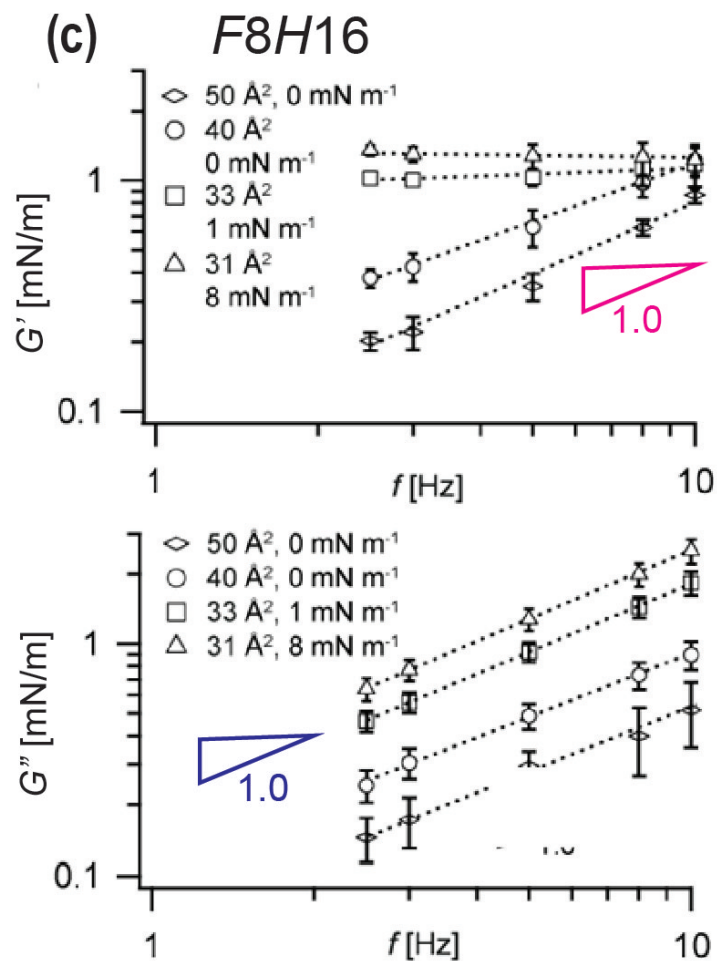 (c) F8H16
50 Å², 0 mN m⁻¹
40 Å²
0 mN m⁻¹
33 Å²
1 mN m⁻¹
31 Å²
8 mN m⁻¹
G' [mN/m]
1
0.1
1.0
1
f [Hz]
10
50 Å², 0 mN m⁻¹
40 Å², 0 mN m⁻¹
33 Å², 1 mN m⁻¹
31 Å², 8 mN m⁻¹
G" [mN/m]
1
0.1
1.0
1
f [Hz]
10